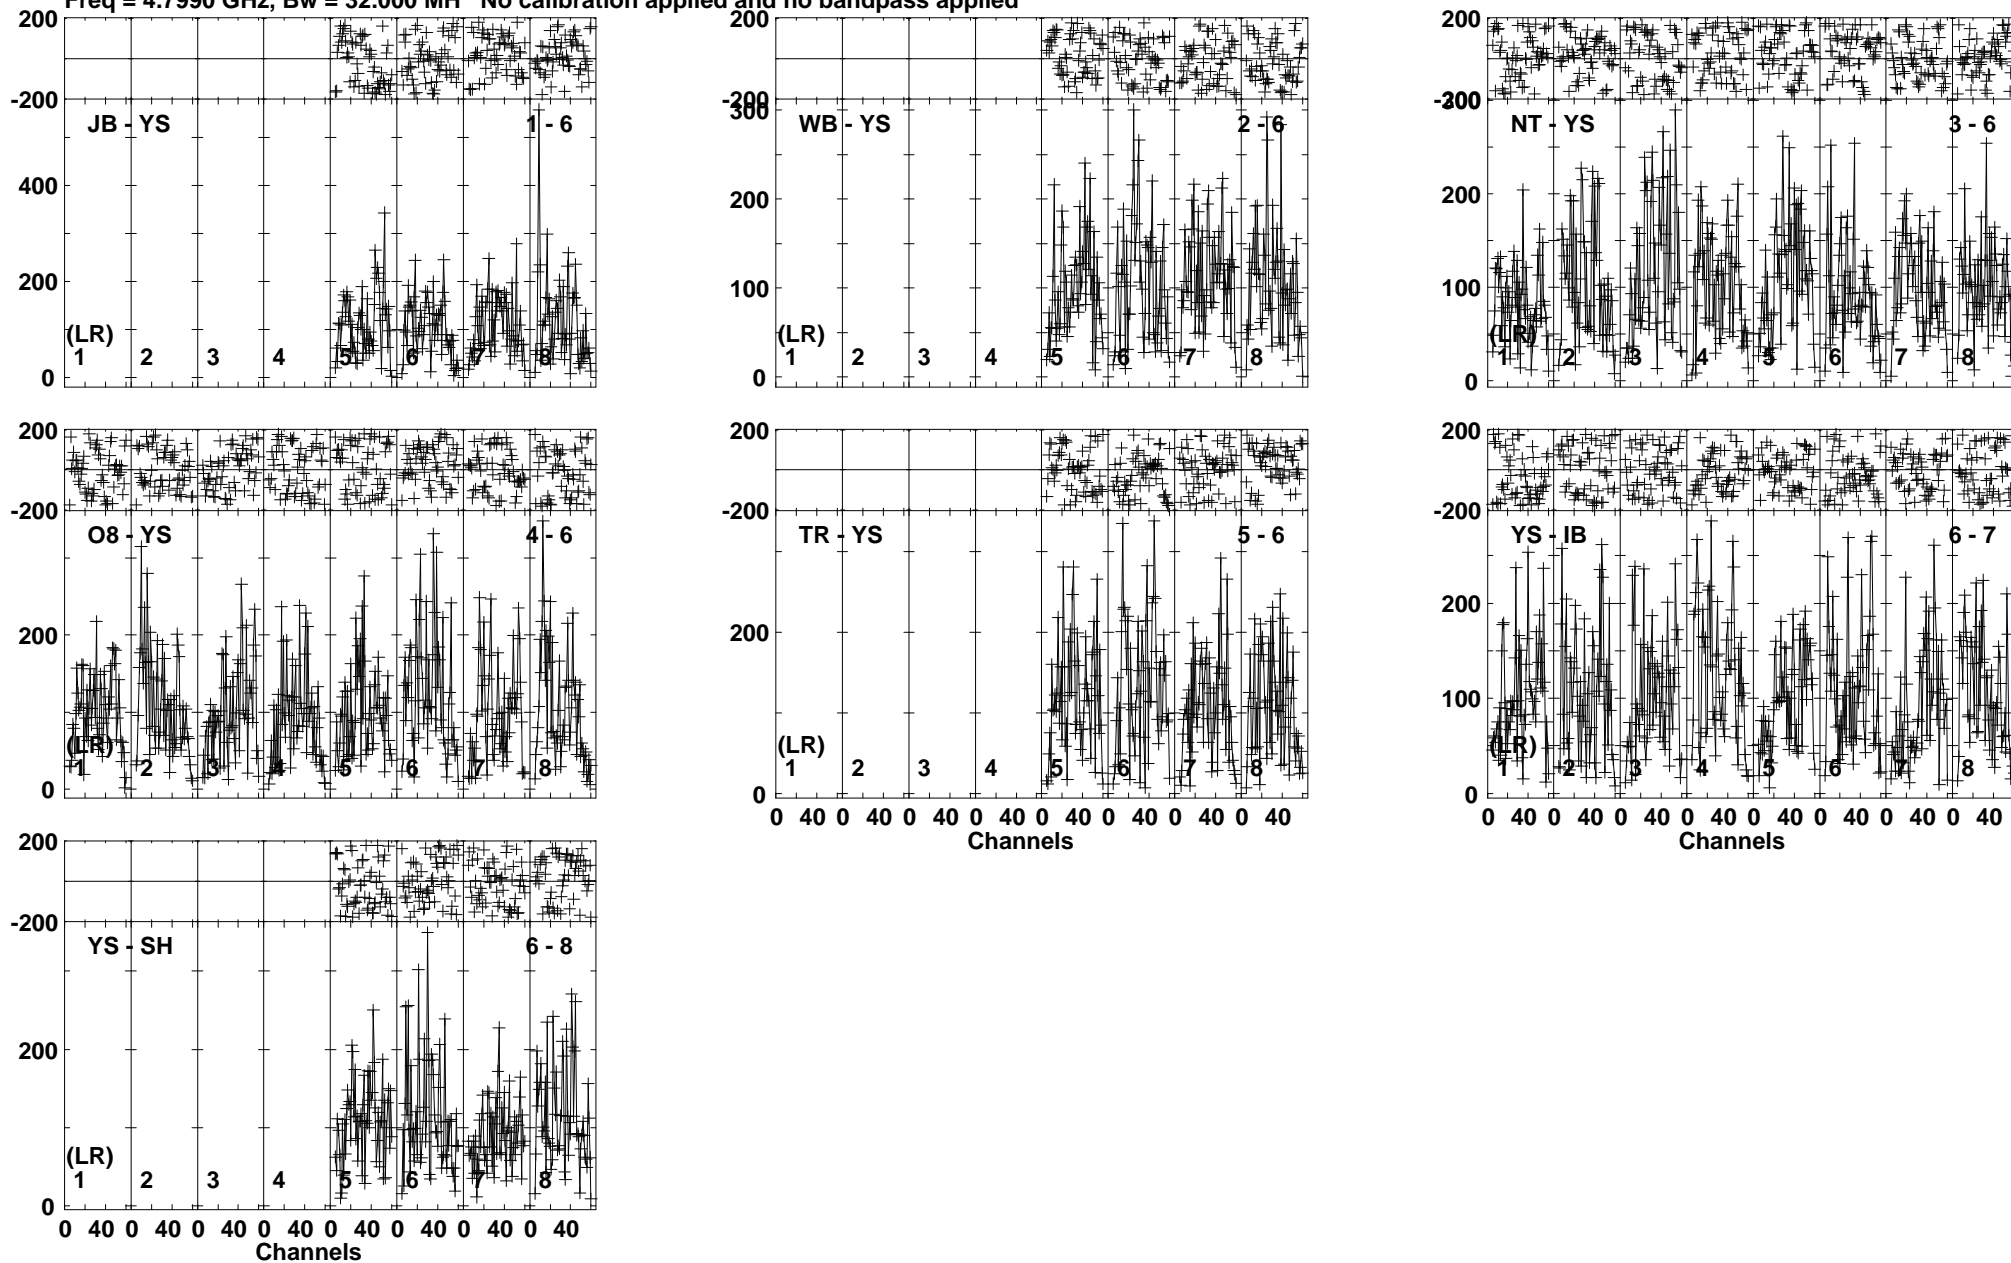 Freq = 4.7990 GHz, Bw = 32.000 MH No calibration applied and no bandpass applied
200
-200
JB - YS
1 - 6
400
200
0
(LR)
1 2 3 4 5 6 7 8
200
-200
300
WB - YS
2 - 6
200
100
0
(LR)
1 2 3 4 5 6 7 8
200
-200
300
NT - YS
3 - 6
200
100
0
(LR)
1 2 3 4 5 6 7 8
200
-200
O8 - YS
4 - 6
200
0
(LR)
1 2 3 4 5 6 7 8
200
-200
TR - YS
5 - 6
200
0
(LR)
1 2 3 4 5 6 7 8
0 40 0 40 0 40 0 40 0 40 0 40 0 40 0 40
Channels
200
-200
YS - IB
6 - 7
200
100
0
(LR)
1 2 3 4 5 6 7 8
0 40 0 40 0 40 0 40 0 40 0 40 0 40 0 40
Channels
200
-200
YS - SH
6 - 8
200
0
(LR)
1 2 3 4 5 6 7 8
0 40 0 40 0 40 0 40 0 40 0 40 0 40 0 40
Channels